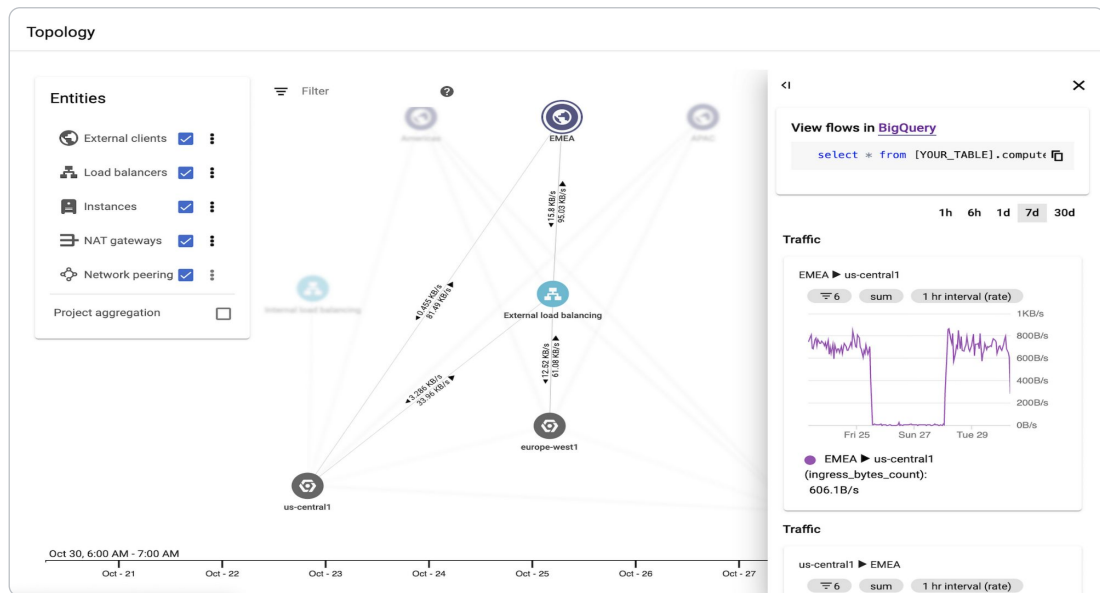 Topology
Entities
External clients
Load balancers
Instances
NAT gateways
Network peering
Project aggregation
Filter
?
Americas
EMEA
APAC
15.8 KB/s
95.03 KB/s
0.455 KB/s
81.49 KB/s
Internal load balancing
External load balancing
3.286 KB/s
33.96 KB/s
12.52 KB/s
61.08 KB/s
europe-west1
us-central1
Oct 30, 6:00 AM - 7:00 AM
Oct - 21
Oct - 22
Oct - 23
Oct - 24
Oct - 25
Oct - 26
Oct - 27
View flows in BigQuery
select * from [YOUR_TABLE].compute
1h 6h 1d 7d 30d
Traffic
EMEA ▶ us-central1
6 sum 1 hr interval (rate)
1KB/s
800B/s
600B/s
400B/s
200B/s
0B/s
Fri 25 Sun 27 Tue 29
EMEA ▶ us-central1
(ingress_bytes_count):
606.1B/s
Traffic
us-central1 ▶ EMEA
6 sum 1 hr interval (rate)